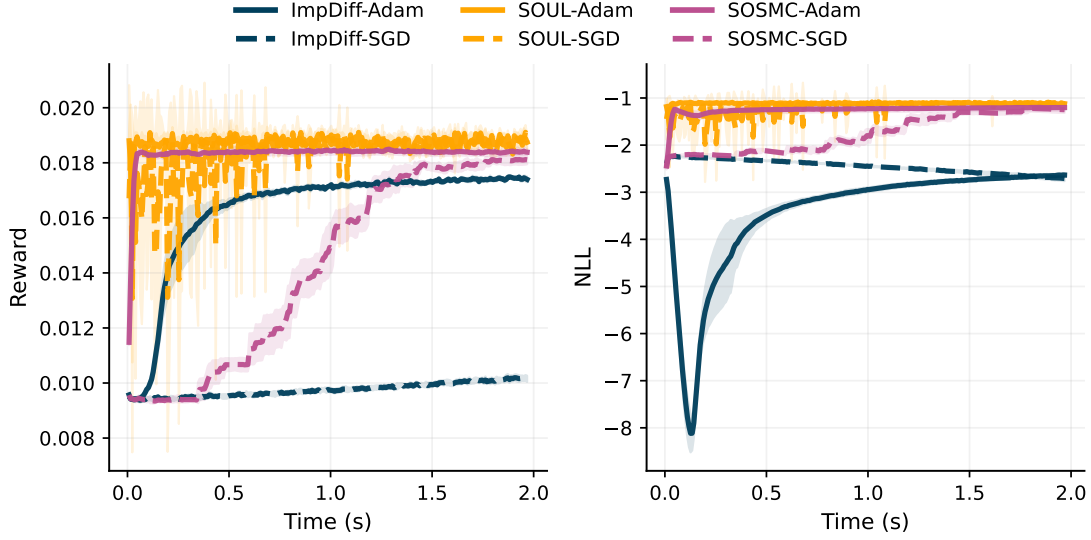 ImpDiff-Adam SOUL-Adam SOSMC-Adam
ImpDiff-SGD SOUL-SGD SOSMC-SGD
Reward
0.020
0.018
0.016
0.014
0.012
0.010
0.008
0.0 0.5 1.0 1.5 2.0
Time (s)
NLL
−1
−2
−3
−4
−5
−6
−7
−8
0.0 0.5 1.0 1.5 2.0
Time (s)